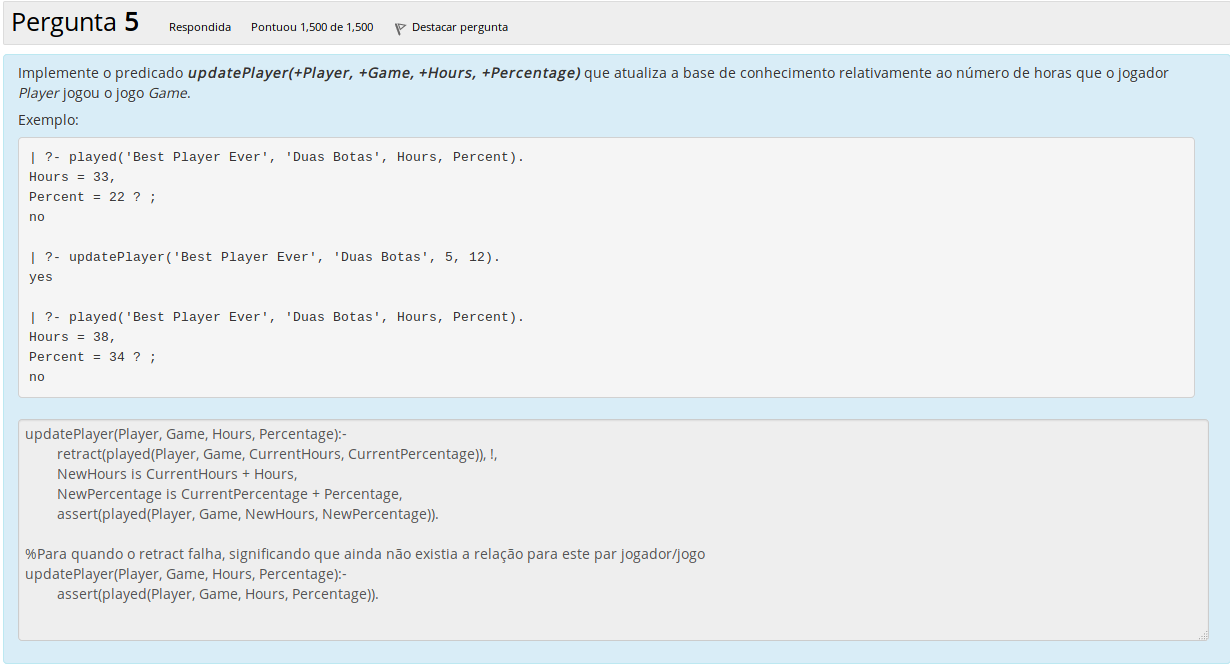 Pergunta 5 Respondida Pontuou 1,500 de 1,500 Destacar pergunta
Implemente o predicado updatePlayer(+Player, +Game, +Hours, +Percentage) que atualiza a base de conhecimento relativamente ao número de horas que o jogador
Player jogou o jogo Game.
Exemplo:
| ?- played('Best Player Ever', 'Duas Botas', Hours, Percent).
Hours = 33,
Percent = 22 ? ;
no
| ?- updatePlayer('Best Player Ever', 'Duas Botas', 5, 12).
yes
| ?- played('Best Player Ever', 'Duas Botas', Hours, Percent).
Hours = 38,
Percent = 34 ? ;
no
updatePlayer(Player, Game, Hours, Percentage):-
retract(played(Player, Game, CurrentHours, CurrentPercentage)), !,
NewHours is CurrentHours + Hours,
NewPercentage is CurrentPercentage + Percentage,
assert(played(Player, Game, NewHours, NewPercentage)).
%Para quando o retract falha, significando que ainda não existia a relação para este par jogador/jogo
updatePlayer(Player, Game, Hours, Percentage):-
assert(played(Player, Game, Hours, Percentage)).